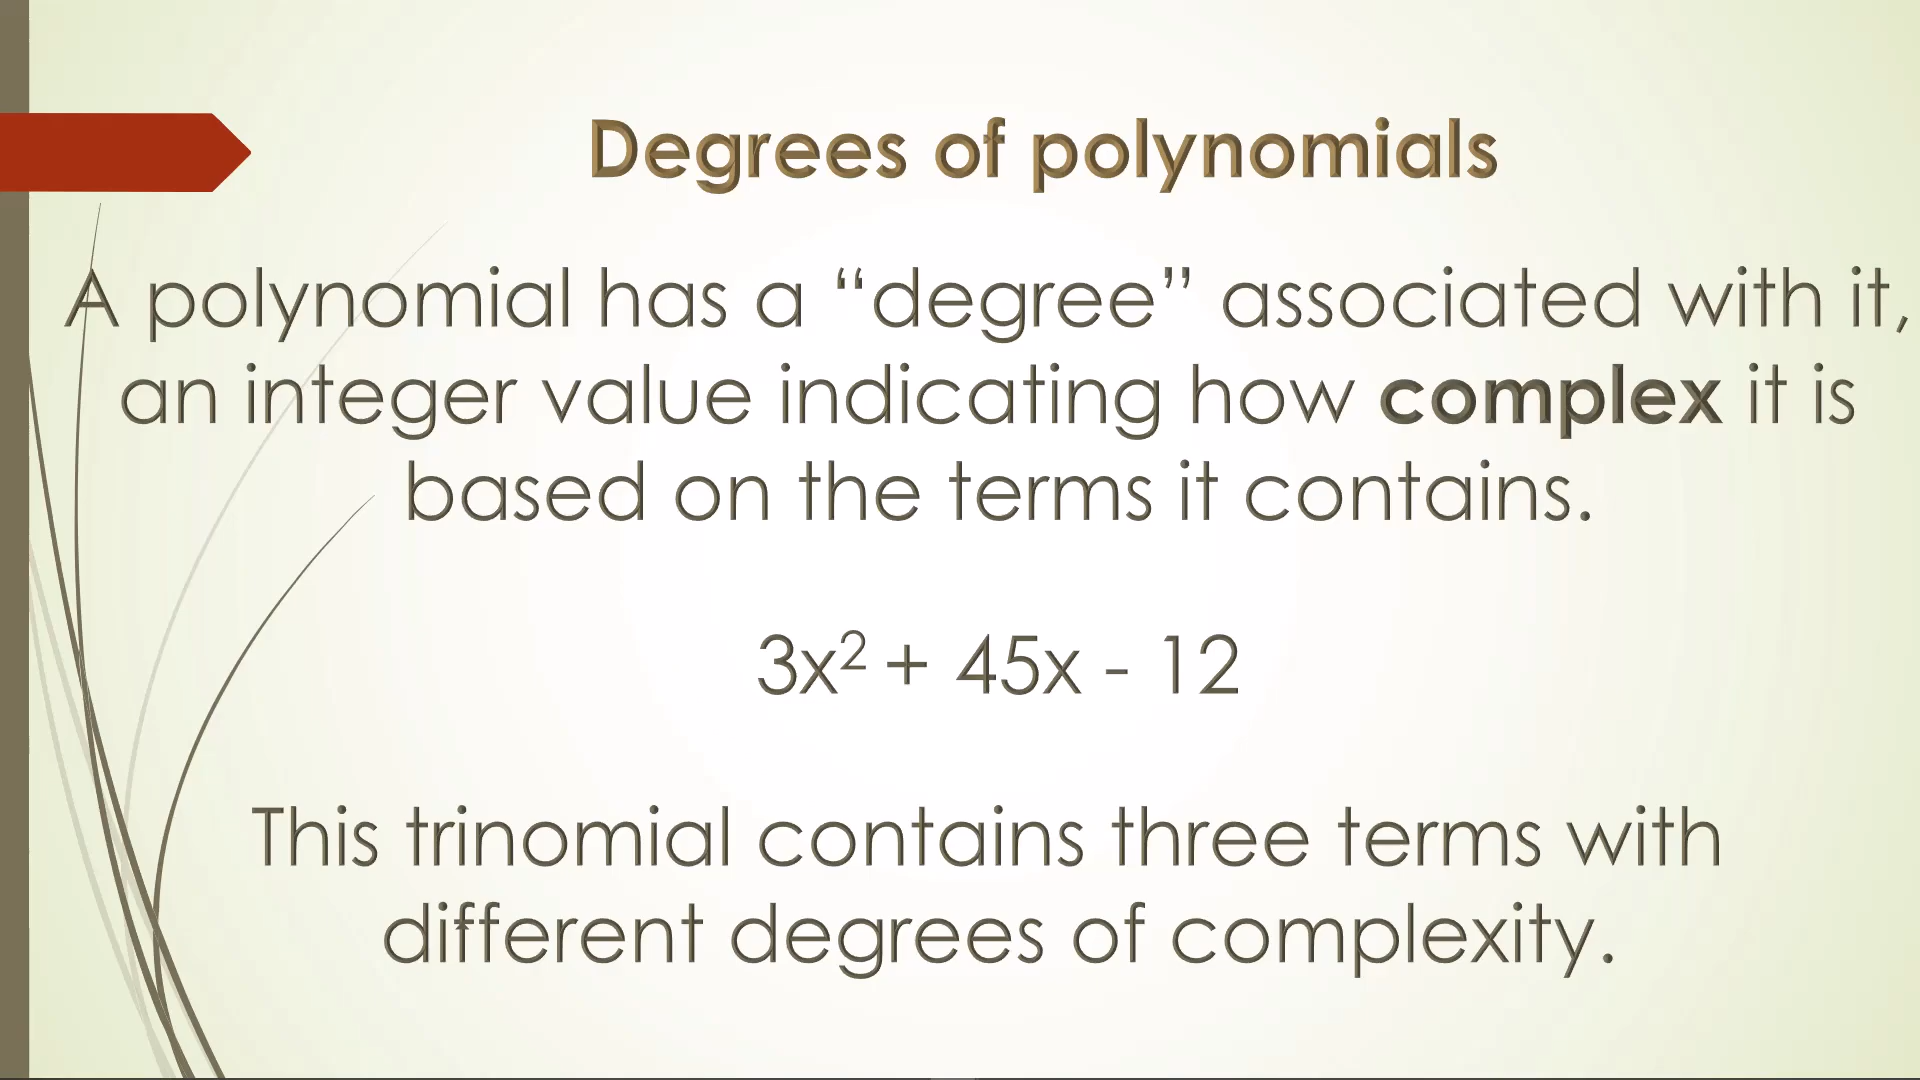 Degrees of polynomials
A polynomial has a “degree” associated with it,
an integer value indicating how complex it is
based on the terms it contains.
3x² + 45x - 12
This trinomial contains three terms with
different degrees of complexity.